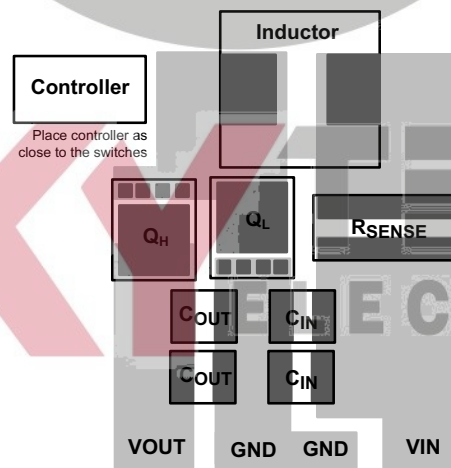 Inductor
Controller
Place controller as
close to the switches
QH
QL
RSENSE
COUT
CIN
COUT
CIN
VOUT
GND
GND
VIN